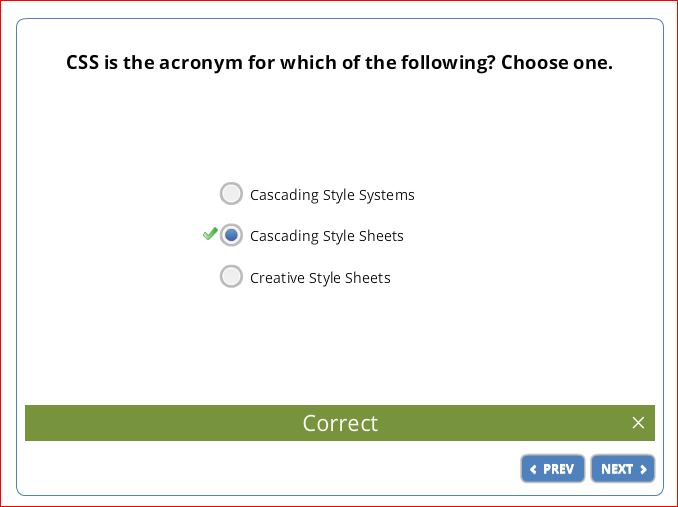 CSS is the acronym for which of the following? Choose one.
Cascading Style Systems
Cascading Style Sheets
Creative Style Sheets
Correct
PREV NEXT